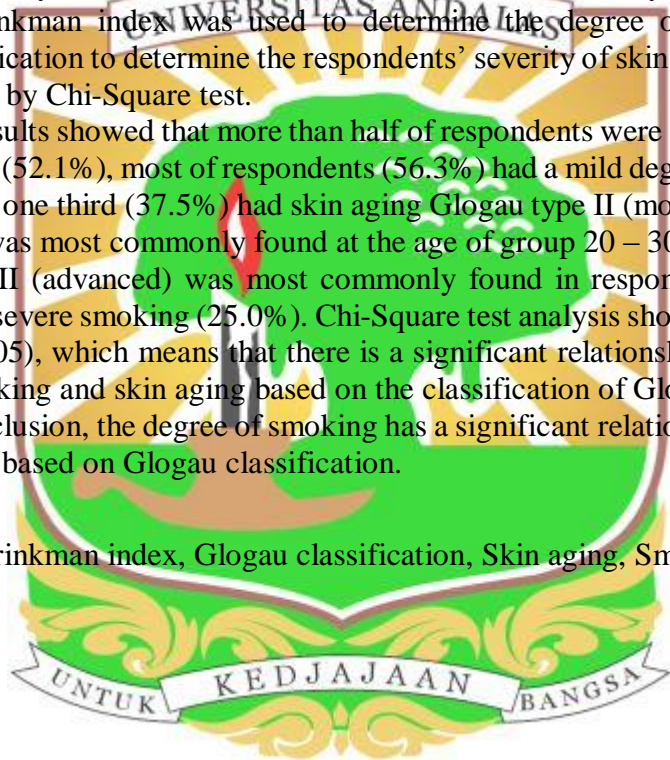 UNIVERSITAS ANDALAS
nkman index was used to determine the degree o
ication to determine the respondents' severity of skin
by Chi-Square test.
sults showed that more than half of respondents were
(52.1%), most of respondents (56.3%) had a mild deg
one third (37.5%) had skin aging Glogau type II (mo
was most commonly found at the age of group 20 – 30
II (advanced) was most commonly found in respon
severe smoking (25.0%). Chi-Square test analysis sho
05), which means that there is a significant relationsh
king and skin aging based on the classification of Glo
clusion, the degree of smoking has a significant relatio
based on Glogau classification.
rinkman index, Glogau classification, Skin aging, Sm
UNTUK KEDJAJAAN BANGSA